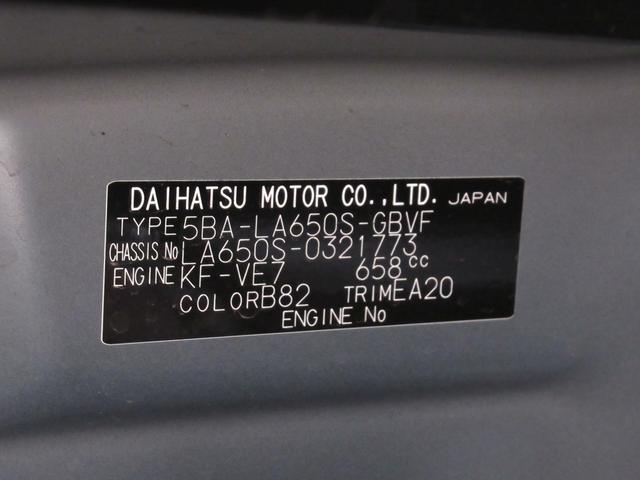 DAIHATSU MOTOR CO.,LTD. JAPAN
TYPE 5BA-LA650S-GBVF
CHASSIS No LA650S-0321773
ENGINE KF-VE7 658cc
COLOR B82 TRIM EA20
ENGINE No